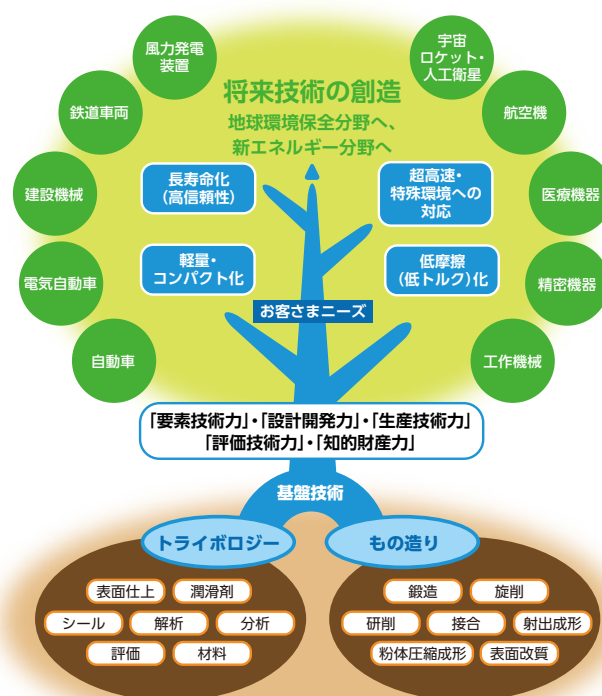 風力発電
装置
宇宙
ロケット・
人工衛星
将来技術の創造
地球環境保全分野へ、
新エネルギー分野へ
鉄道車両
航空機
長寿命化
(高信頼性)
超高速・
特殊環境への
対応
建設機械
医療機器
軽量・
コンパクト化
低摩擦
(低トルク)化
電気自動車
精密機器
お客さまニーズ
自動車
工作機械
「要素技術力」・「設計開発力」・「生産技術力」
「評価技術力」・「知的財産力」
基盤技術
トライボロジー
もの造り
表面仕上
潤滑剤
シール
解析
分析
評価
材料
鍛造
旋削
研削
接合
射出成形
粉体圧縮成形
表面改質